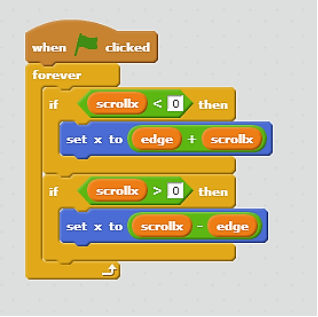 when clicked
forever
if scrollx < 0 then
set x to edge + scrollx
if scrollx > 0 then
set x to scrollx - edge